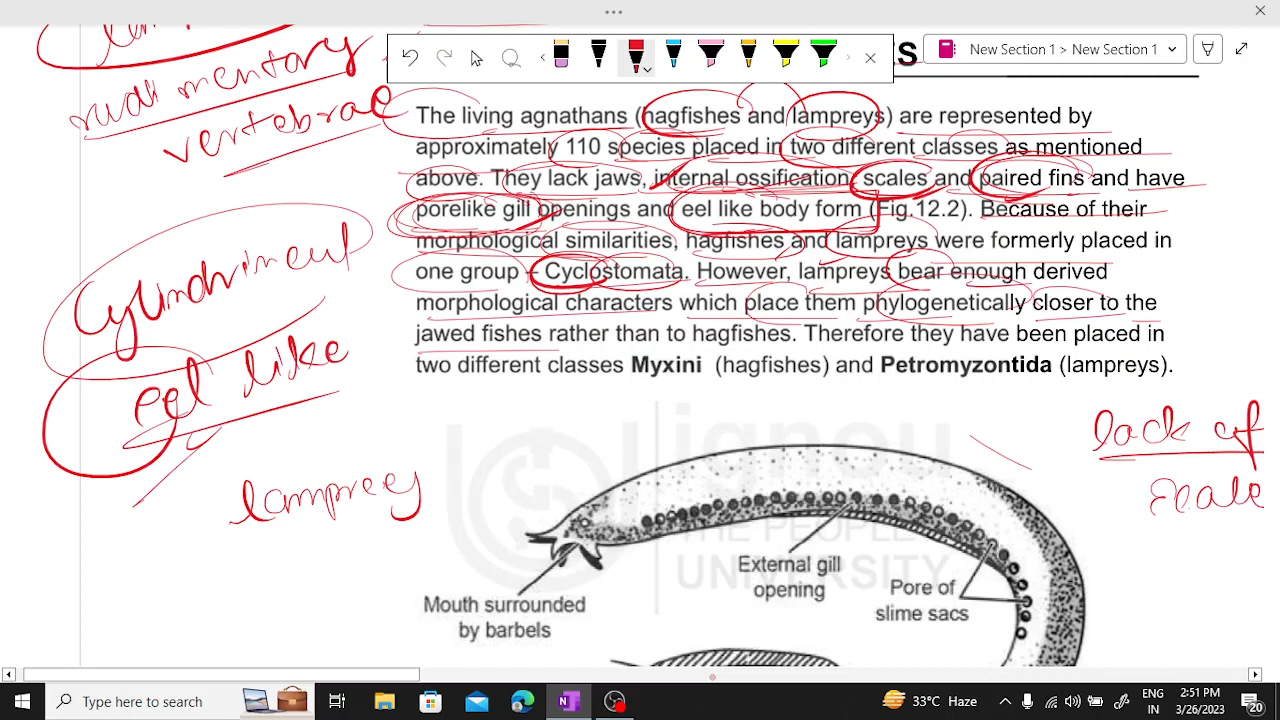 rudimentary
vertebrae
RS
New Section 1 > New Section 1
The living agnathans (hagfishes and lampreys) are represented by
approximately 110 species placed in two different classes as mentioned
above. They lack jaws, internal ossification, scales and paired fins and have
porelike gill openings and eel like body form (Fig.12.2). Because of their
morphological similarities, hagfishes and lampreys were formerly placed in
one group – Cyclostomata. However, lampreys bear enough derived
morphological characters which place them phylogenetically closer to the
jawed fishes rather than to hagfishes. Therefore they have been placed in
two different classes Myxini (hagfishes) and Petromyzontida (lampreys).
eel like
lamprey
lack of
scale
ignou
THE PEOPLE'S
UNIVERSITY
External gill
opening
Pore of
slime sacs
Mouth surrounded
by barbels
Type here to search
33°C Haze
ENG
IN
2:51 PM
3/26/2023
20